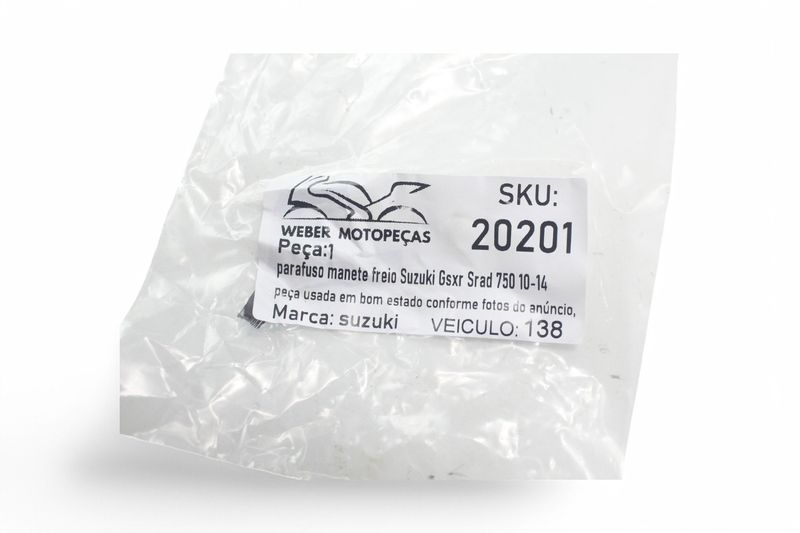 SKU:
20201
WEBER MOTOPEÇAS
Peça:1
parafuso manete freio Suzuki Gsxr Srad 750 10-14
peça usada em bom estado conforme fotos do anúncio,
Marca: suzuki VEICULO: 138